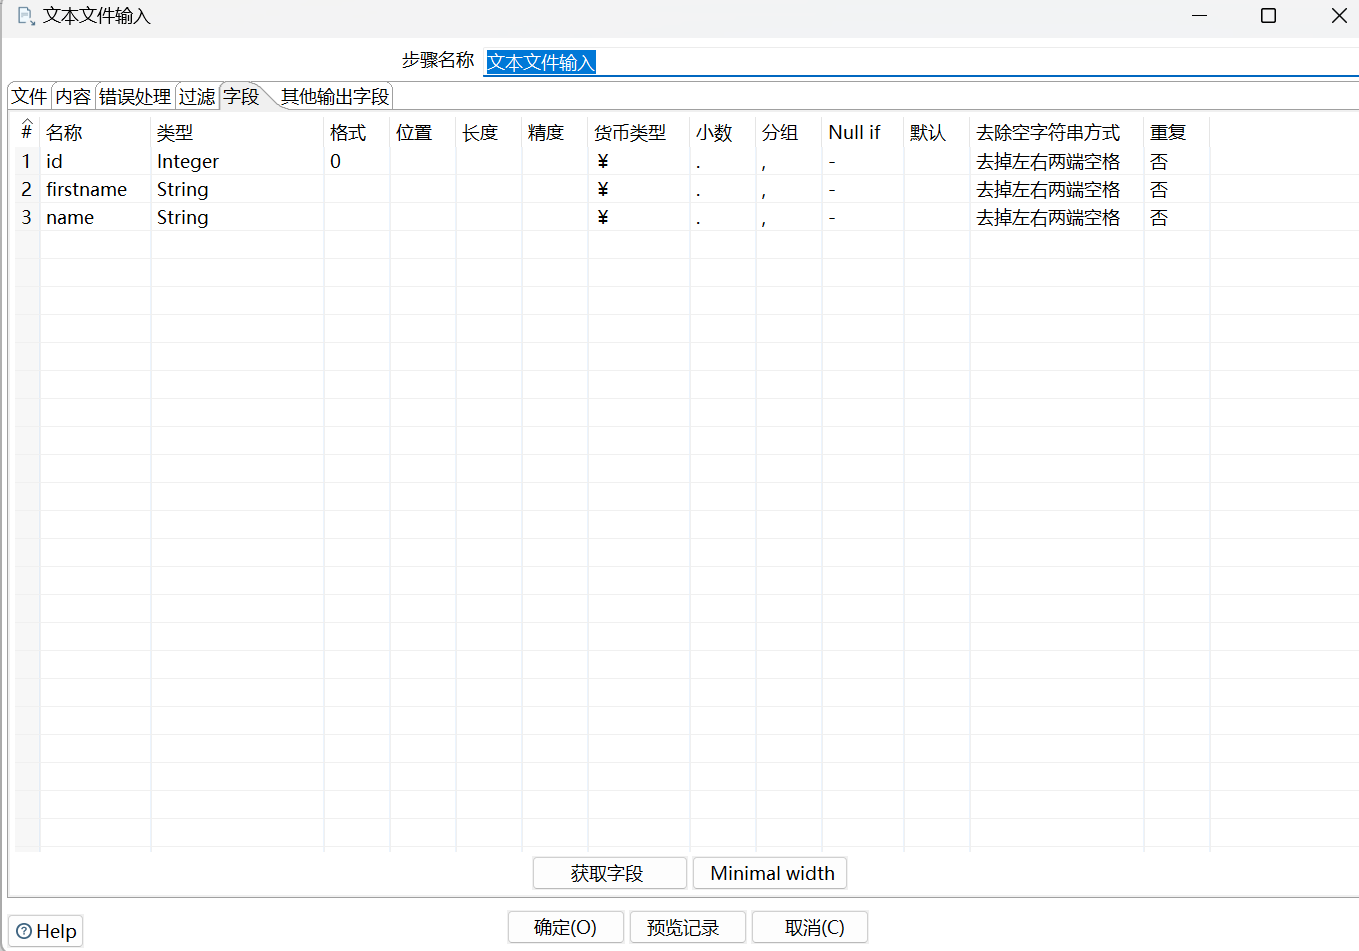 文本文件输入
步骤名称 文本文件输入
文件 内容 错误处理 过滤 字段 其他输出字段
# 名称 类型 格式 位置 长度 精度 货币类型 小数 分组 Null if 默认 去除空字符串方式 重复
1 id Integer 0 ¥ . , - 去掉左右两端空格 否
2 firstname String ¥ . , - 去掉左右两端空格 否
3 name String ¥ . , - 去掉左右两端空格 否
获取字段 Minimal width
Help 确定(O) 预览记录 取消(C)